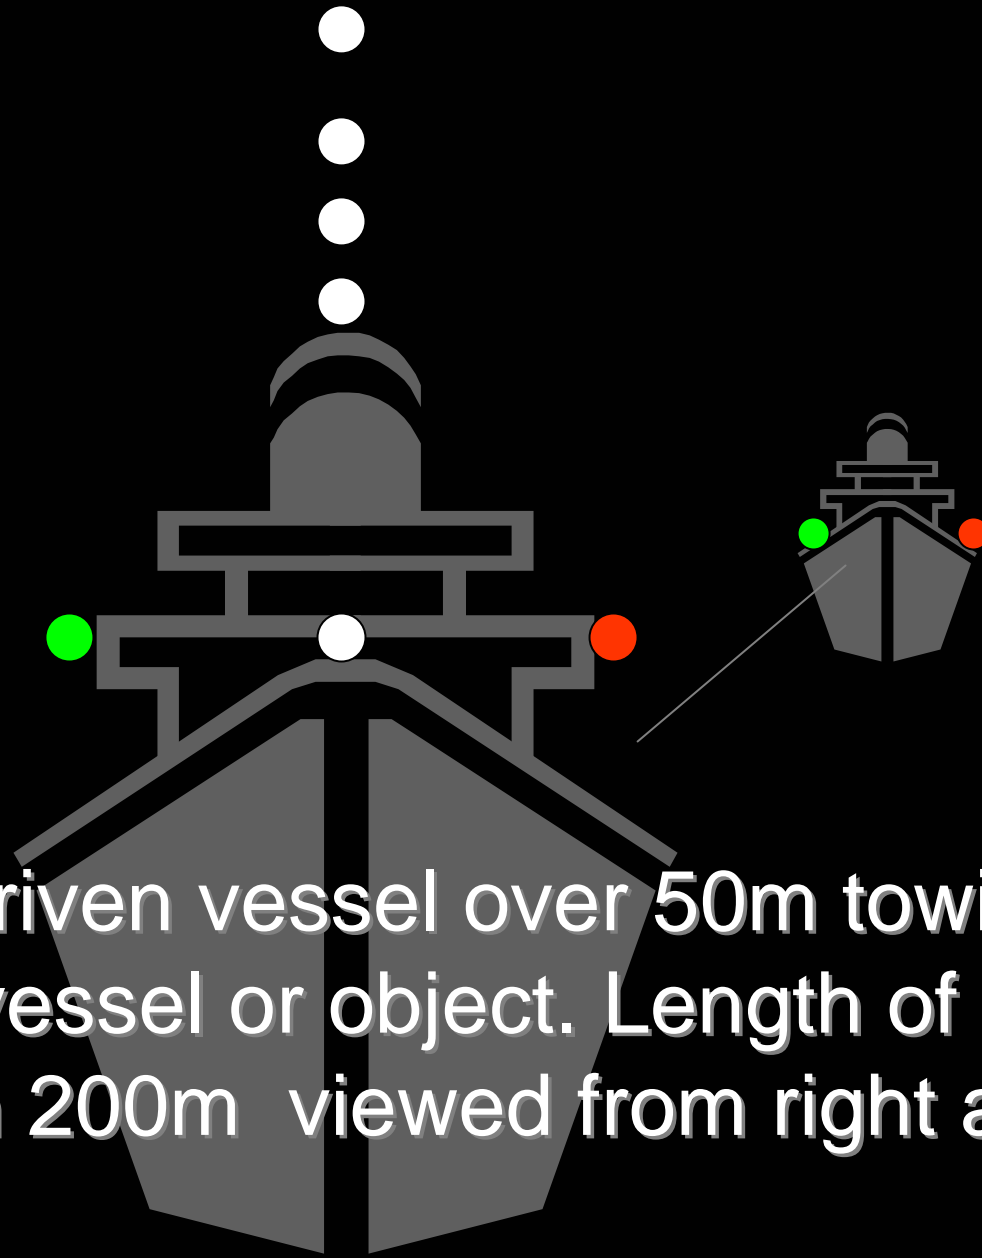 riven vessel over 50m towi
vessel or object. Length of
200m viewed from right a